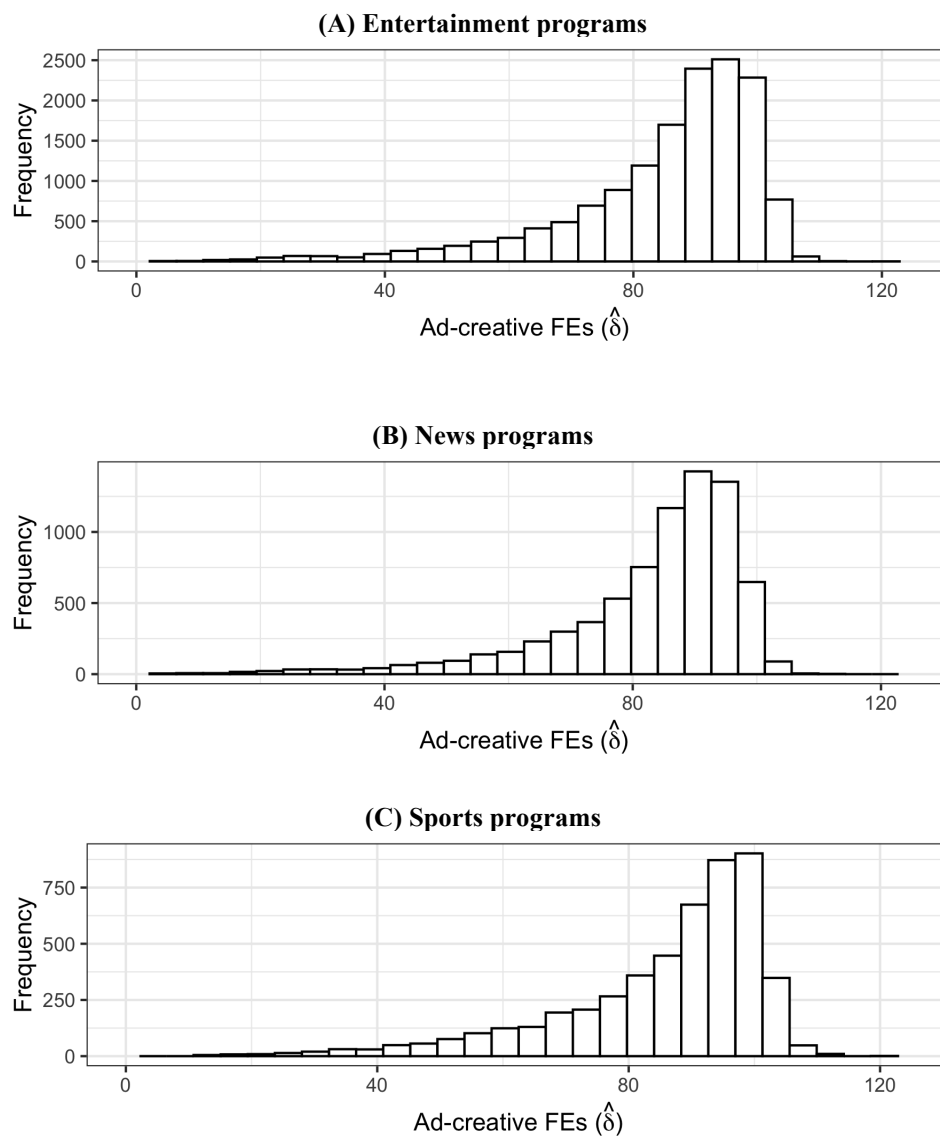 (A) Entertainment programs
2500
2000
1500
1000
500
0
Frequency
0 40 80 120
Ad-creative FEs (δ̂)
(B) News programs
1000
500
0
Frequency
0 40 80 120
Ad-creative FEs (δ̂)
(C) Sports programs
750
500
250
0
Frequency
0 40 80 120
Ad-creative FEs (δ̂)